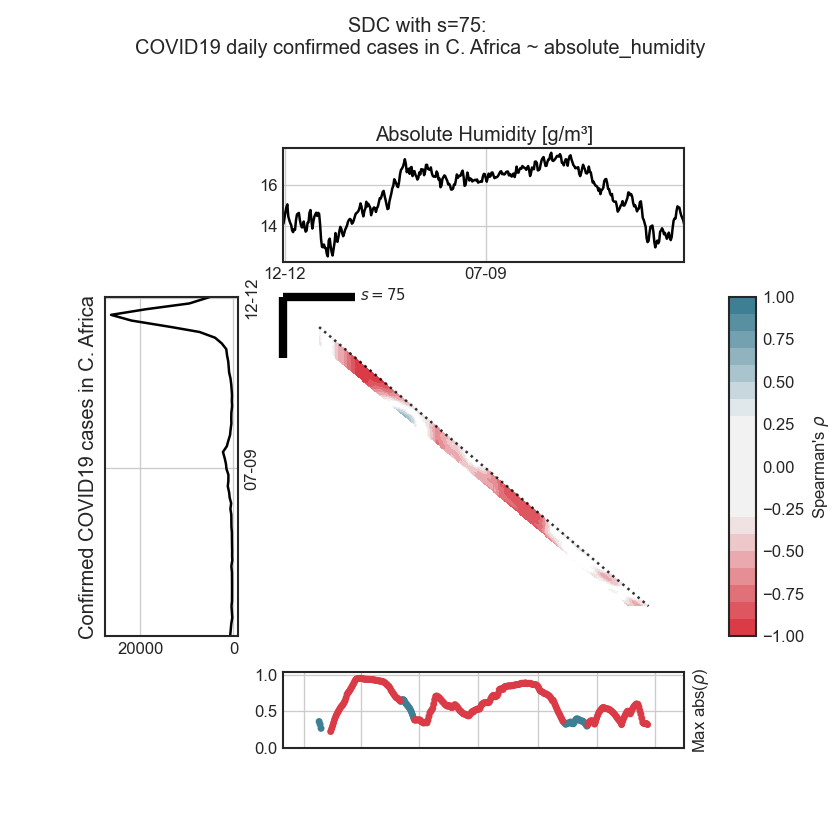 SDC with s=75:
COVID19 daily confirmed cases in C. Africa ~ absolute_humidity
Absolute Humidity [g/m³]
16
14
12-12
07-09
Confirmed COVID19 cases in C. Africa
12-12
07-09
20000
0
s = 75
1.00
0.75
0.50
0.25
0.00
−0.25
−0.50
−0.75
−1.00
Spearman's ρ
1.0
0.5
0.0
Max abs(ρ)